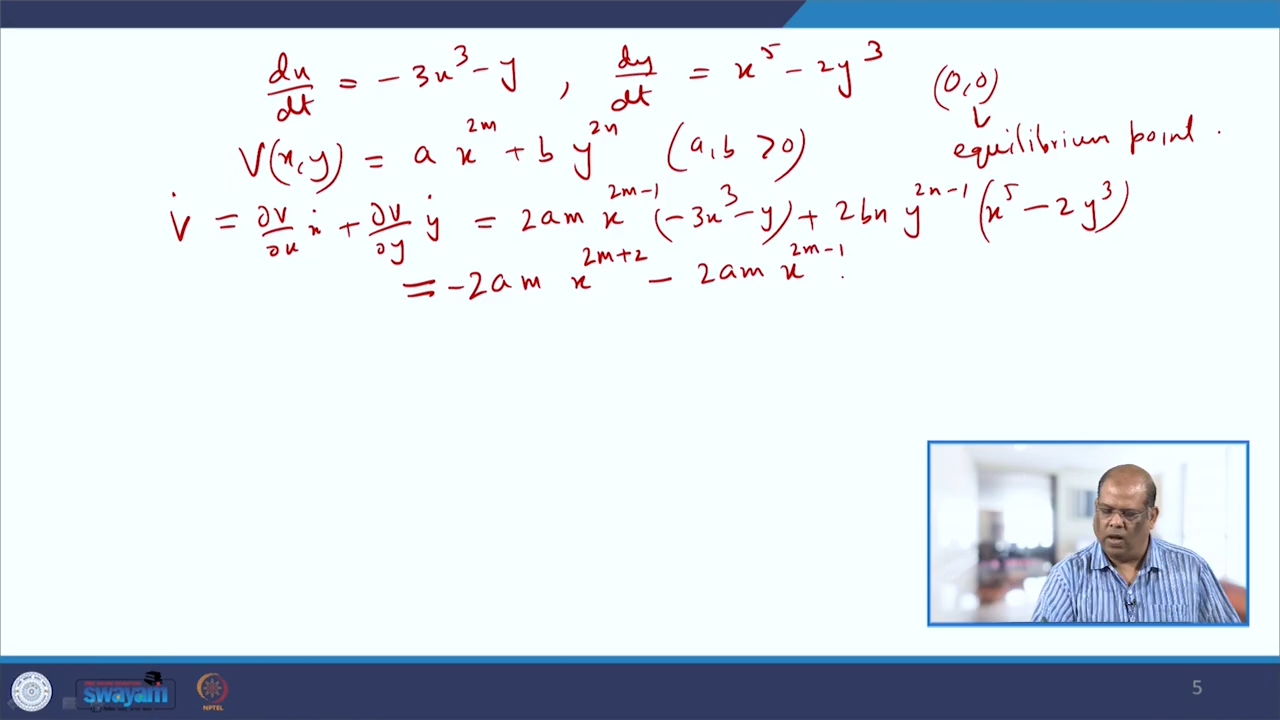 dx/dt = -3x³ - y , dy/dt = x⁵ - 2y³ (0,0)
↓
equilibrium point.
V(x,y) = a x^{2m} + b y^{2n} (a,b > 0)
V̇ = ∂V/∂x ẋ + ∂V/∂y ẏ = 2am x^{2m-1} (-3x³ - y) + 2bn y^{2n-1} (x⁵ - 2y³)
= -2am x^{2m+2} - 2am x^{2m-1}
swayam
NPTEL
5